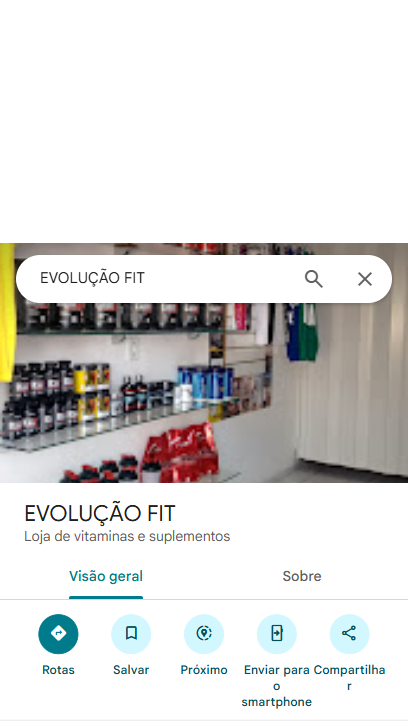 EVOLUÇÃO FIT
EVOLUÇÃO FIT
Loja de vitaminas e suplementos
Visão geral
Sobre
Rotas
Salvar
Próximo
Enviar para o smartphone
Compartilhar